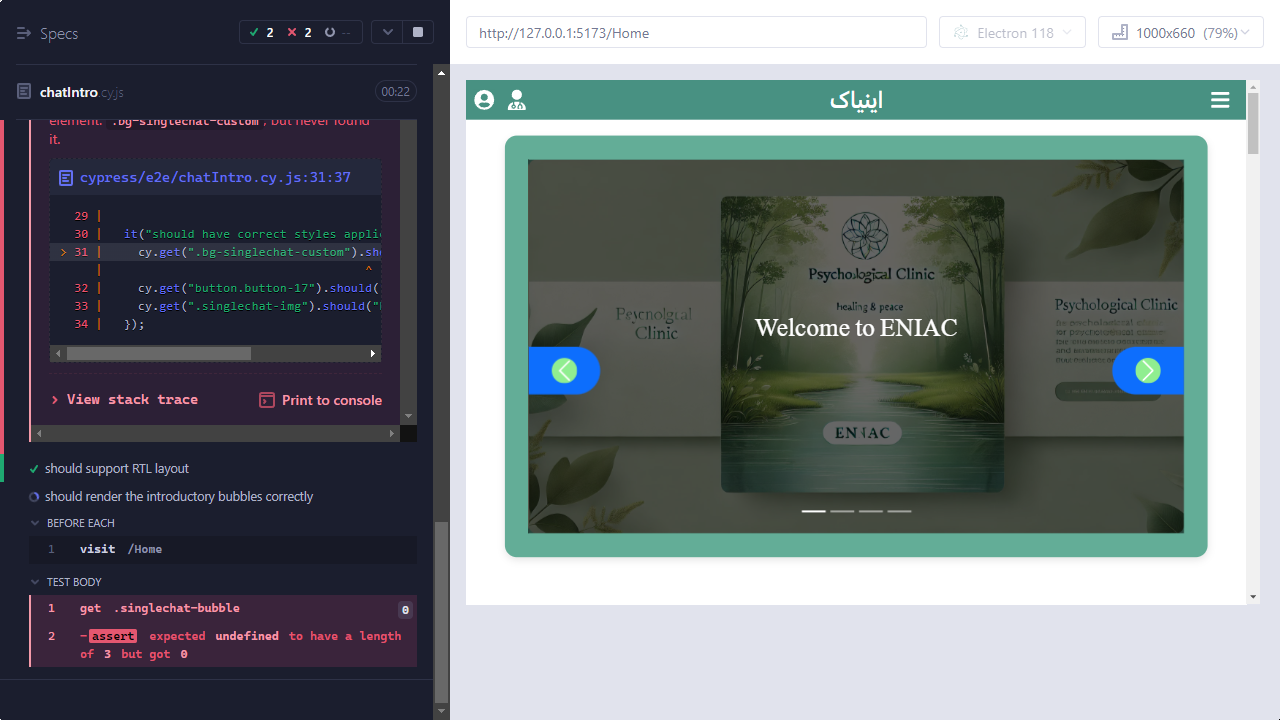 Specs
2
2
--
chatIntro.cy.js
00:22
element: .bg-singlechat-custom, but never found
it.
cypress/e2e/chatIntro.cy.js:31:37
29 |
30 | it("should have correct styles applie
> 31 | cy.get(".bg-singlechat-custom").sho
| ^
32 | cy.get("button.button-17").should(
33 | cy.get(".singlechat-img").should("
34 | });
> View stack trace
Print to console
should support RTL layout
should render the introductory bubbles correctly
BEFORE EACH
1 visit /Home
TEST BODY
1 get .singlechat-bubble 0
2 -assert expected undefined to have a length
of 3 but got 0
http://127.0.0.1:5173/Home
Electron 118
1000x660 (79%)
اینیاک
Psychological Clinic
healing & peace
Welcome to ENIAC
ENIAC
Clinic
Psychological Clinic